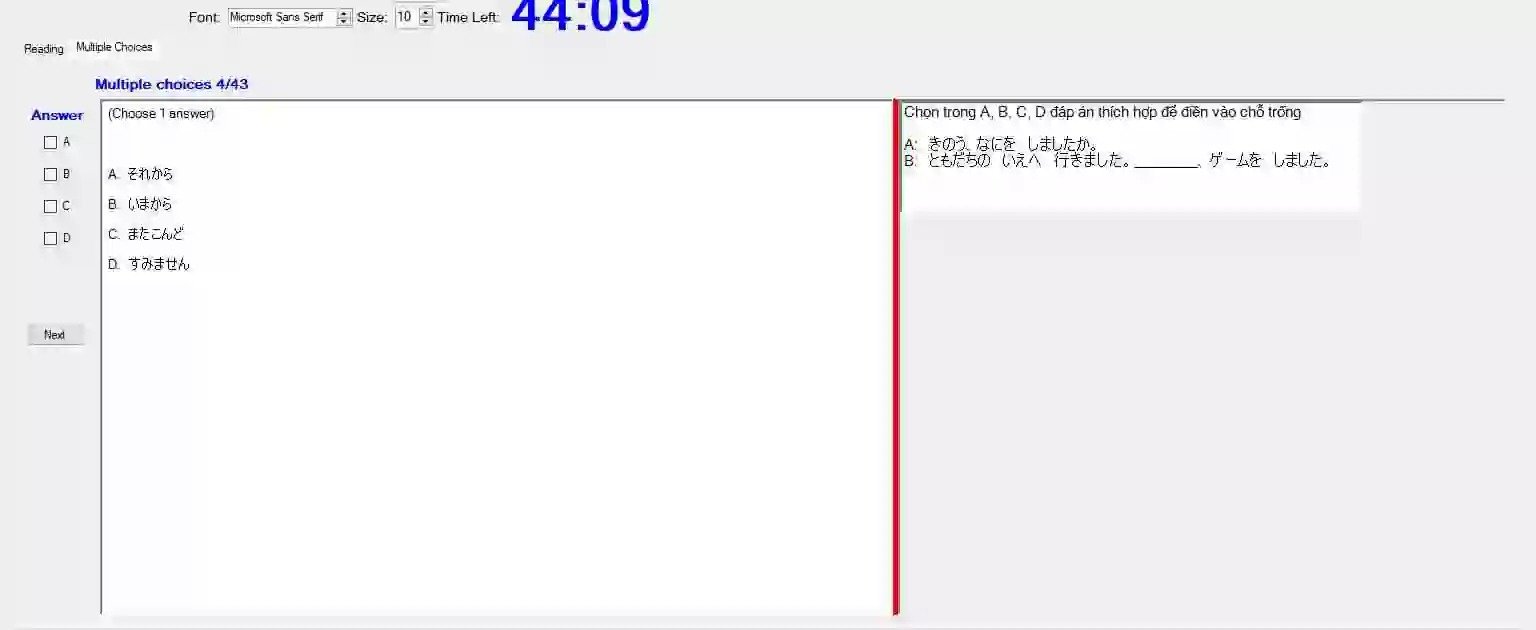 Font: Microsoft Sans Serif Size: 10 Time Left: 44:09
Reading Multiple Choices
Multiple choices 4/43
Answer
A
B
C
D
Next
(Choose 1 answer)
A. それから
B. いまから
C. またこんど
D. すみません
Chọn trong A, B, C, D đáp án thích hợp để điền vào chỗ trống
A: きのう、なにを しましたか。
B: ともだちの いえへ 行きました。________、ゲームを しました。